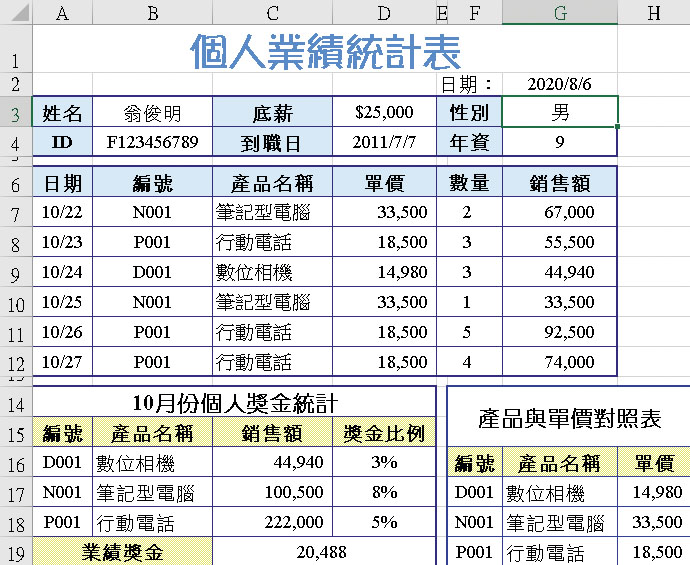 A B C D E F G H
1 個人業績統計表
2 日期： 2020/8/6
3 姓名 翁俊明 底薪 $25,000 性別 男
4 ID F123456789 到職日 2011/7/7 年資 9
6 日期 編號 產品名稱 單價 數量 銷售額
7 10/22 N001 筆記型電腦 33,500 2 67,000
8 10/23 P001 行動電話 18,500 3 55,500
9 10/24 D001 數位相機 14,980 3 44,940
10 10/25 N001 筆記型電腦 33,500 1 33,500
11 10/26 P001 行動電話 18,500 5 92,500
12 10/27 P001 行動電話 18,500 4 74,000
14 10月份個人獎金統計
產品與單價對照表
15 編號 產品名稱 銷售額 獎金比例
16 D001 數位相機 44,940 3% 編號 產品名稱 單價
17 N001 筆記型電腦 100,500 8% D001 數位相機 14,980
18 P001 行動電話 222,000 5% N001 筆記型電腦 33,500
19 業績獎金 20,488 P001 行動電話 18,500